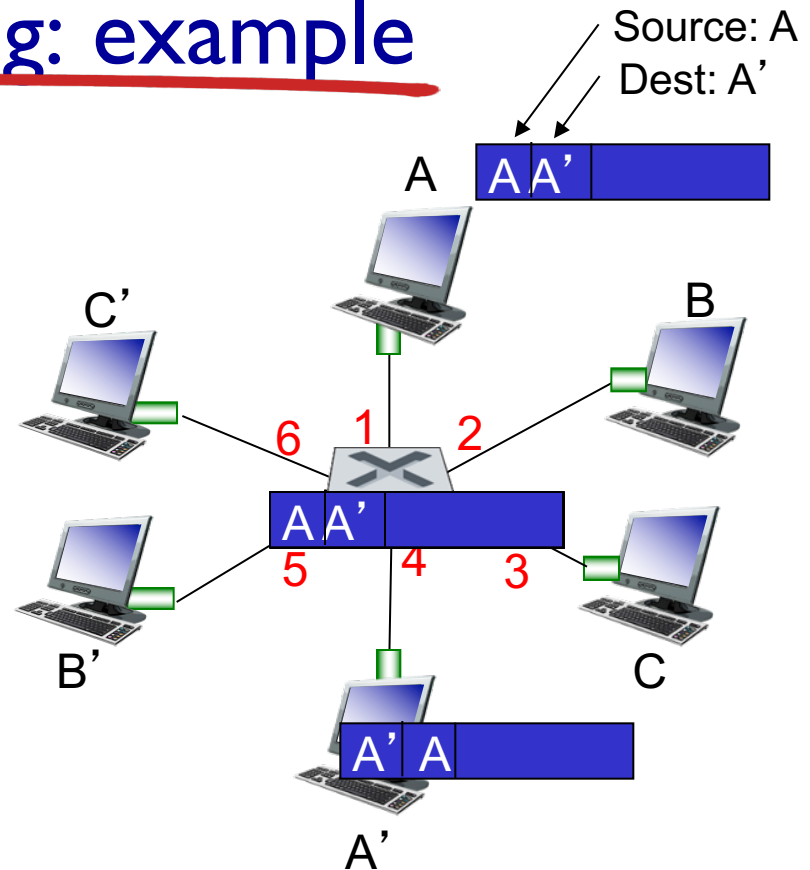 g: example
Source: A
Dest: A’
A
A A’
C’
B
6
1
2
A A’
5
4
3
B’
C
A’ A
A’